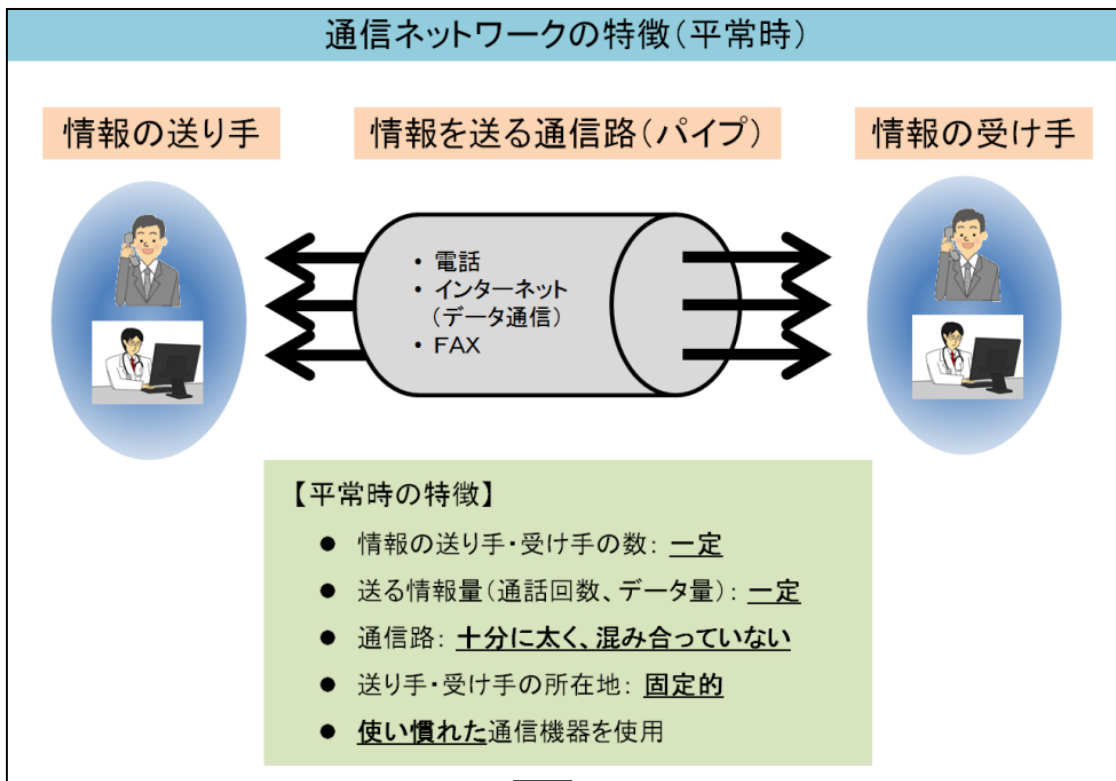 通信ネットワークの特徴(平常時)
情報の送り手
情報を送る通信路(パイプ)
情報の受け手
・ 電話
・ インターネット
(データ通信)
・ FAX
【平常時の特徴】
● 情報の送り手・受け手の数: 一定
● 送る情報量(通話回数、データ量): 一定
● 通信路: 十分に太く、混み合っていない
● 送り手・受け手の所在地: 固定的
● 使い慣れた通信機器を使用